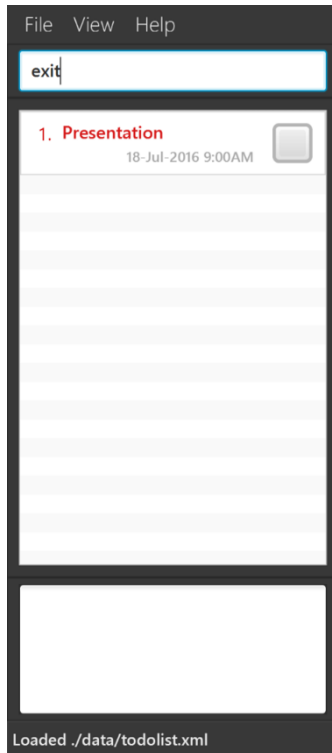 File View Help
exit
1. Presentation
18-Jul-2016 9:00AM
Loaded ./data/todolist.xml